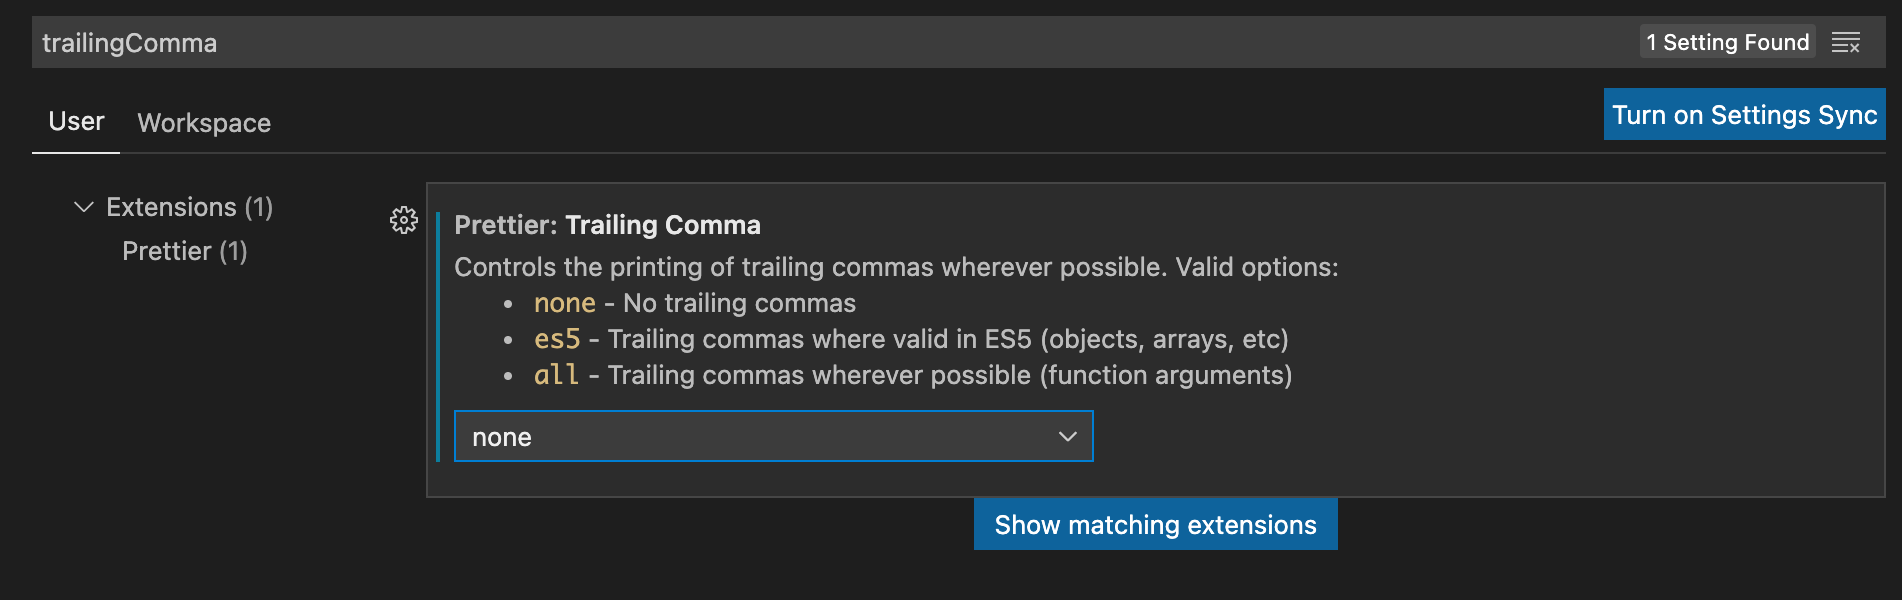 trailingComma
1 Setting Found
User
Workspace
Turn on Settings Sync
Extensions (1)
Prettier (1)
Prettier: Trailing Comma
Controls the printing of trailing commas wherever possible. Valid options:
• none - No trailing commas
• es5 - Trailing commas where valid in ES5 (objects, arrays, etc)
• all - Trailing commas wherever possible (function arguments)
none
Show matching extensions